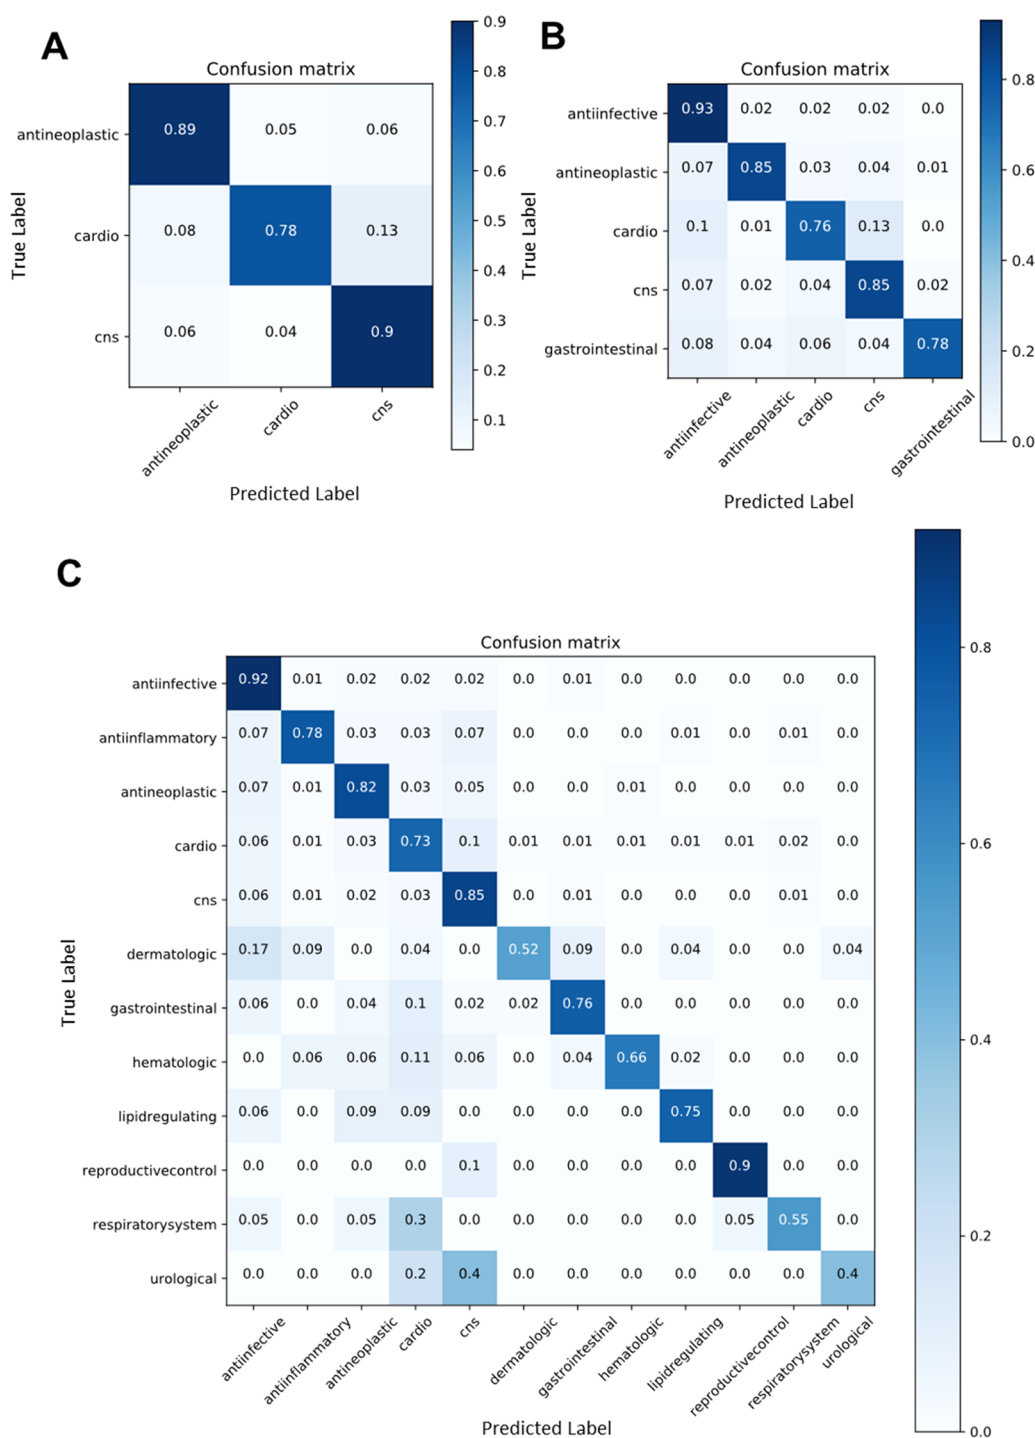 A
Confusion matrix
antineoplastic 0.89 0.05 0.06
cardio 0.08 0.78 0.13
cns 0.06 0.04 0.9
True Label
antineoplastic cardio cns
Predicted Label
0.9
0.8
0.7
0.6
0.5
0.4
0.3
0.2
0.1
B
Confusion matrix
antiinfective 0.93 0.02 0.02 0.02 0.0
antineoplastic 0.07 0.85 0.03 0.04 0.01
cardio 0.1 0.01 0.76 0.13 0.0
cns 0.07 0.02 0.04 0.85 0.02
gastrointestinal 0.08 0.04 0.06 0.04 0.78
True Label
antiinfective antineoplastic cardio cns gastrointestinal
Predicted Label
0.8
0.6
0.4
0.2
0.0
C
Confusion matrix
antiinfective 0.92 0.01 0.02 0.02 0.02 0.0 0.01 0.0 0.0 0.0 0.0 0.0
antiinflammatory 0.07 0.78 0.03 0.03 0.07 0.0 0.0 0.0 0.01 0.0 0.01 0.0
antineoplastic 0.07 0.01 0.82 0.03 0.05 0.0 0.0 0.01 0.0 0.0 0.0 0.0
cardio 0.06 0.01 0.03 0.73 0.1 0.01 0.01 0.01 0.01 0.01 0.02 0.0
cns 0.06 0.01 0.02 0.03 0.85 0.0 0.01 0.0 0.0 0.0 0.01 0.0
dermatologic 0.17 0.09 0.0 0.04 0.0 0.52 0.09 0.0 0.04 0.0 0.0 0.04
gastrointestinal 0.06 0.0 0.04 0.1 0.02 0.02 0.76 0.0 0.0 0.0 0.0 0.0
hematologic 0.0 0.06 0.06 0.11 0.06 0.0 0.04 0.66 0.02 0.0 0.0 0.0
lipidregulating 0.06 0.0 0.09 0.09 0.0 0.0 0.0 0.0 0.75 0.0 0.0 0.0
reproductivecontrol 0.0 0.0 0.0 0.0 0.1 0.0 0.0 0.0 0.0 0.9 0.0 0.0
respiratorysystem 0.05 0.0 0.05 0.3 0.0 0.0 0.0 0.0 0.0 0.05 0.55 0.0
urological 0.0 0.0 0.0 0.2 0.4 0.0 0.0 0.0 0.0 0.0 0.0 0.4
True Label
antiinfective antiinflammatory antineoplastic cardio cns dermatologic gastrointestinal hematologic lipidregulating reproductivecontrol respiratorysystem urological
Predicted Label
0.8
0.6
0.4
0.2
0.0